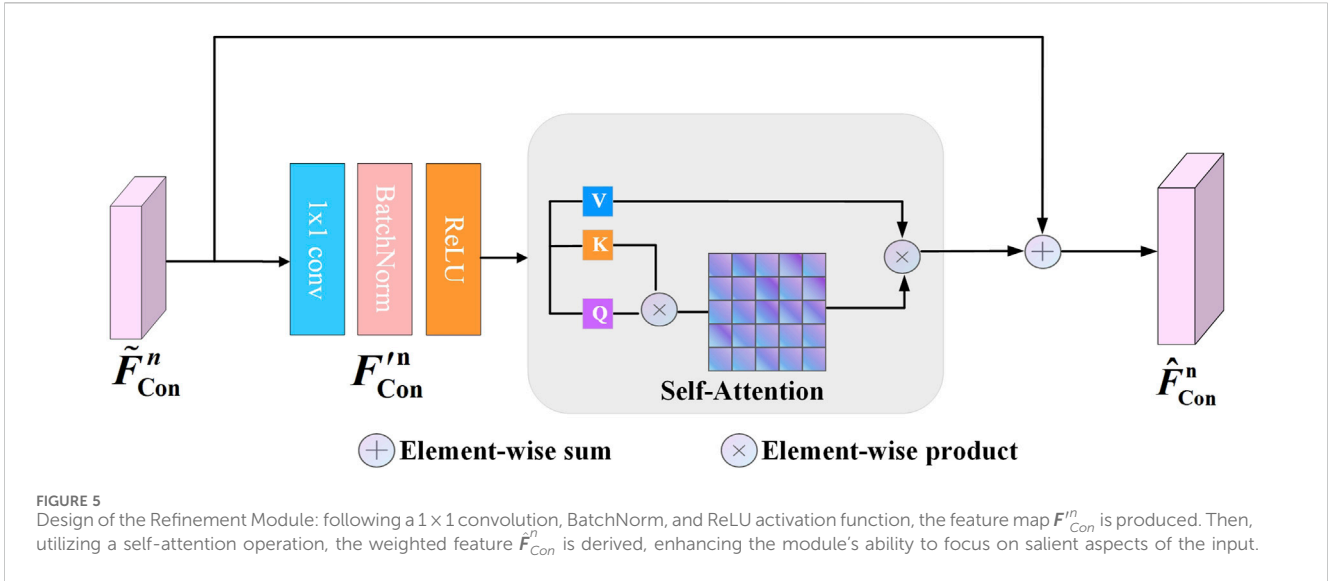 1x1 conv
BatchNorm
ReLU
V
K
Q
Self-Attention
F̃ⁿ_Con
F′ⁿ_Con
F̂ⁿ_Con
Element-wise sum
Element-wise product
FIGURE 5
Design of the Refinement Module: following a 1 × 1 convolution, BatchNorm, and ReLU activation function, the feature map F′ⁿ_Con is produced. Then,
utilizing a self-attention operation, the weighted feature F̂ⁿ_Con is derived, enhancing the module's ability to focus on salient aspects of the input.